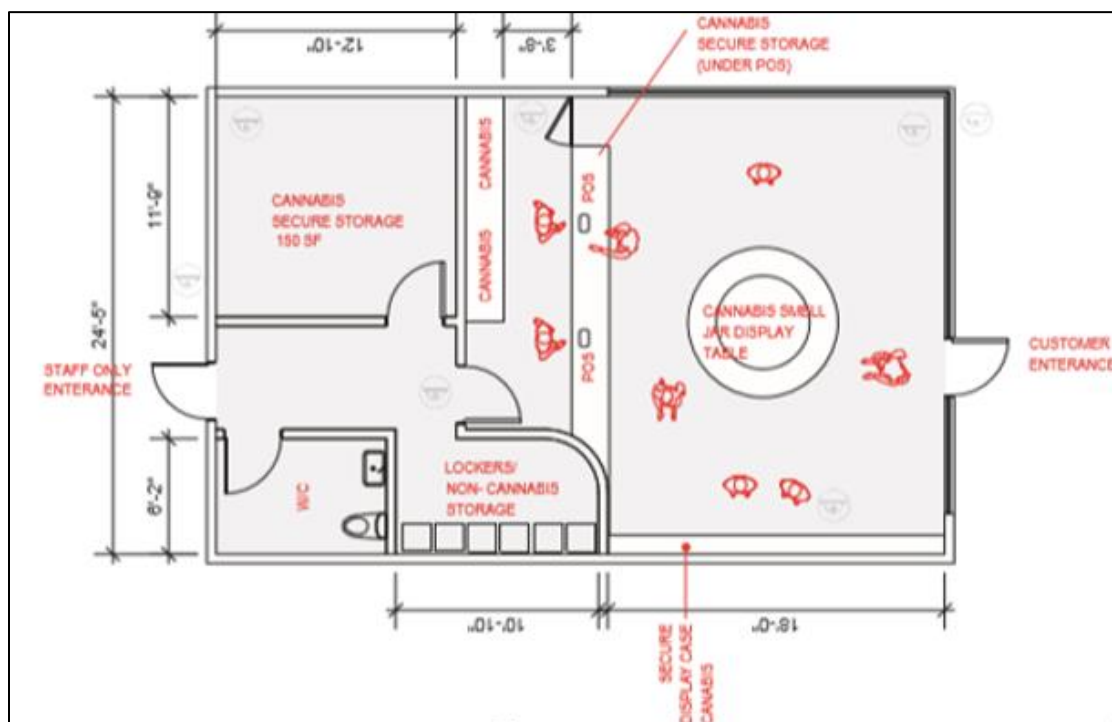 CANNABIS
SECURE STORAGE
(UNDER POS)
12'-10"
3'-8"
CANNABIS
SECURE STORAGE
150 SF
11'-9"
24'-5"
CANNABIS
CANNABIS
POS
POS
CANNABIS SMELL
JAR DISPLAY
TABLE
STAFF ONLY
ENTERANCE
CUSTOMER
ENTERANCE
6'-2"
W/C
LOCKERS/
NON- CANNABIS
STORAGE
10'-10"
18'-0"
SECURE
DISPLAY CASE
CANABIS